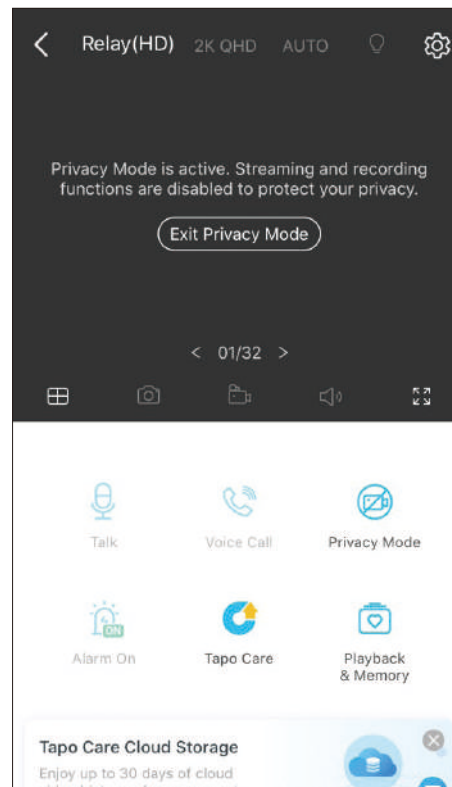 Relay(HD) 2K QHD AUTO
Privacy Mode is active. Streaming and recording
functions are disabled to protect your privacy.
Exit Privacy Mode
< 01/32 >
Talk Voice Call Privacy Mode
ON
Alarm On Tapo Care Playback
& Memory
Tapo Care Cloud Storage
Enjoy up to 30 days of cloud